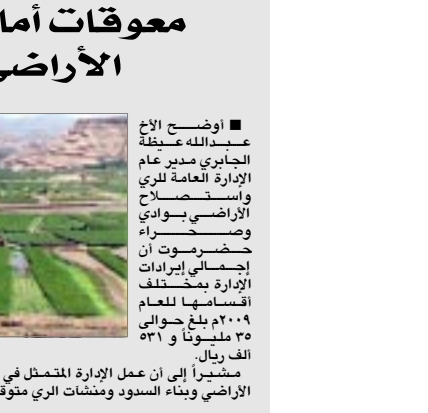 معوقات أما
الأراضي
■ أوضح الأخ
عبدالله عيظة
الجابري مدير عام
الإدارة العامة للري
واستصلاح
الأراضي بوادي
وصحراء
حضرموت أن
إجمالي إيرادات
الإدارة بمختلف
أقسامها للعام
٢٠٠٩م بلغ حوالى
٣٥ مليوناً و ٥٣١
ألف ريال.
مشيراً إلى أن عمل الإدارة المتمثل في
الأراضي وبناء السدود ومنشآت الري متوق